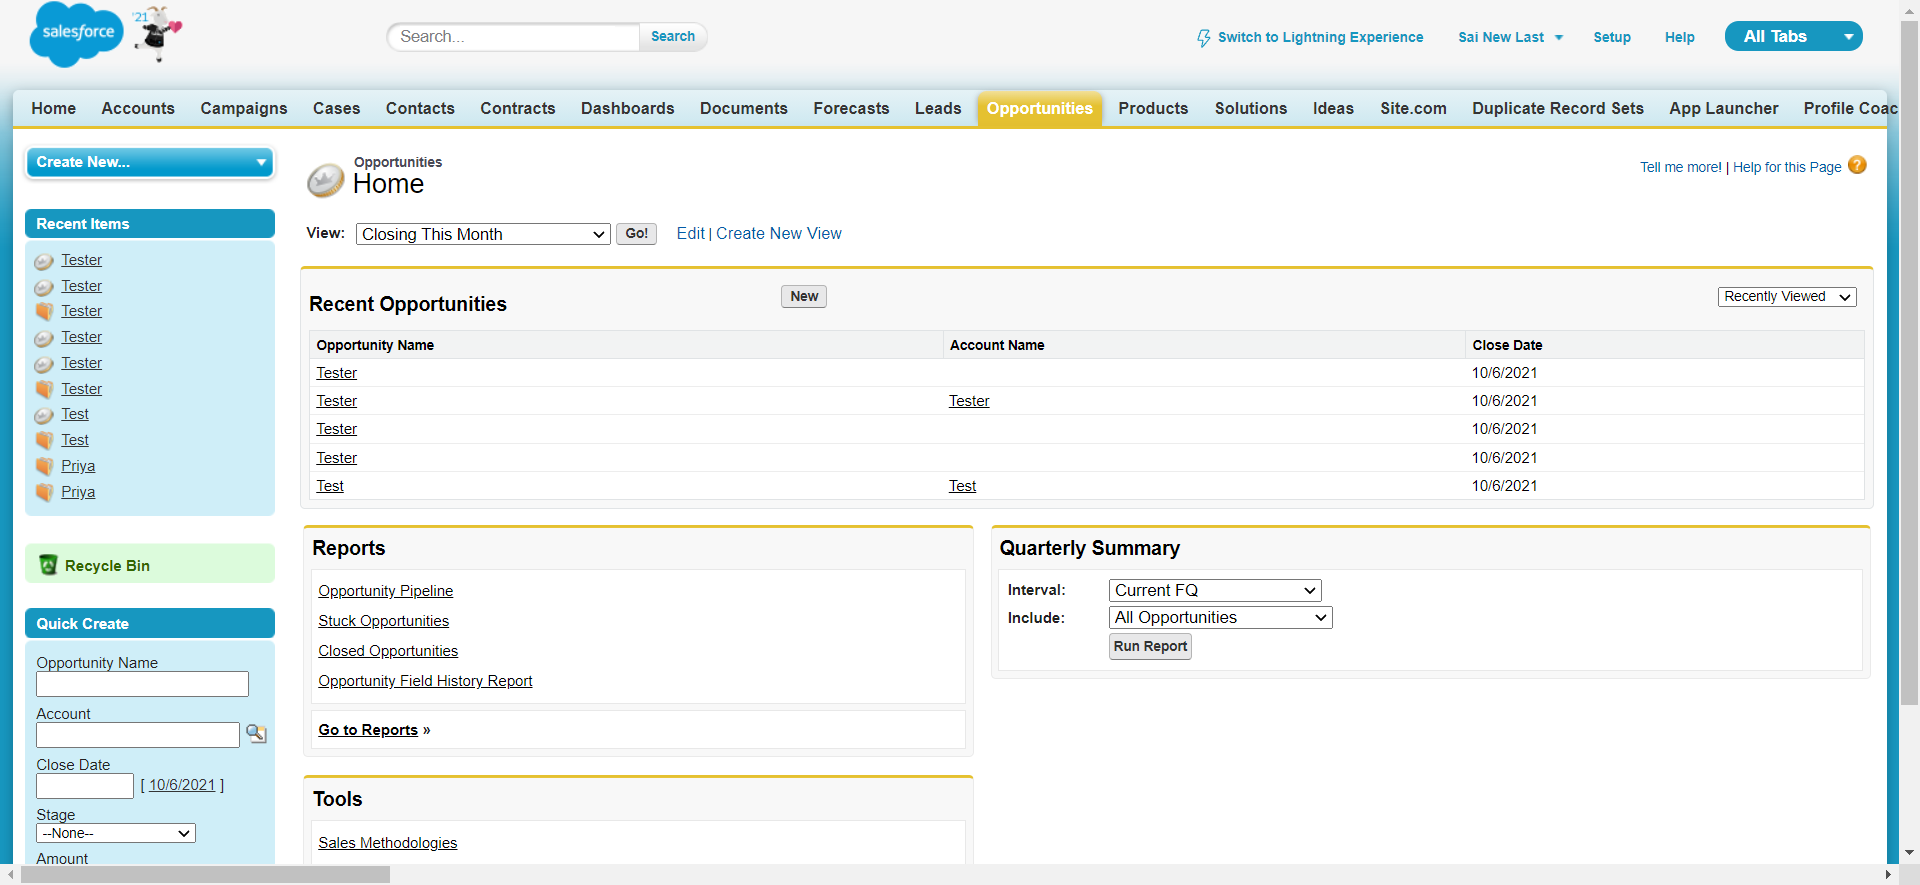 salesforce
'21
Search...
Search
Switch to Lightning Experience
Sai New Last
Setup
Help
All Tabs
Home
Accounts
Campaigns
Cases
Contacts
Contracts
Dashboards
Documents
Forecasts
Leads
Opportunities
Products
Solutions
Ideas
Site.com
Duplicate Record Sets
App Launcher
Profile Coac
Create New...
Recent Items
Tester
Tester
Tester
Tester
Tester
Tester
Test
Test
Priya
Priya
Recycle Bin
Quick Create
Opportunity Name
Account
Close Date
[ 10/6/2021 ]
Stage
--None--
Amount
Opportunities
Home
Tell me more! | Help for this Page
View: Closing This Month Go! Edit | Create New View
Recent Opportunities New Recently Viewed
Opportunity Name Account Name Close Date
Tester 10/6/2021
Tester Tester 10/6/2021
Tester 10/6/2021
Tester 10/6/2021
Test Test 10/6/2021
Reports
Opportunity Pipeline
Stuck Opportunities
Closed Opportunities
Opportunity Field History Report
Go to Reports »
Quarterly Summary
Interval: Current FQ
Include: All Opportunities
Run Report
Tools
Sales Methodologies